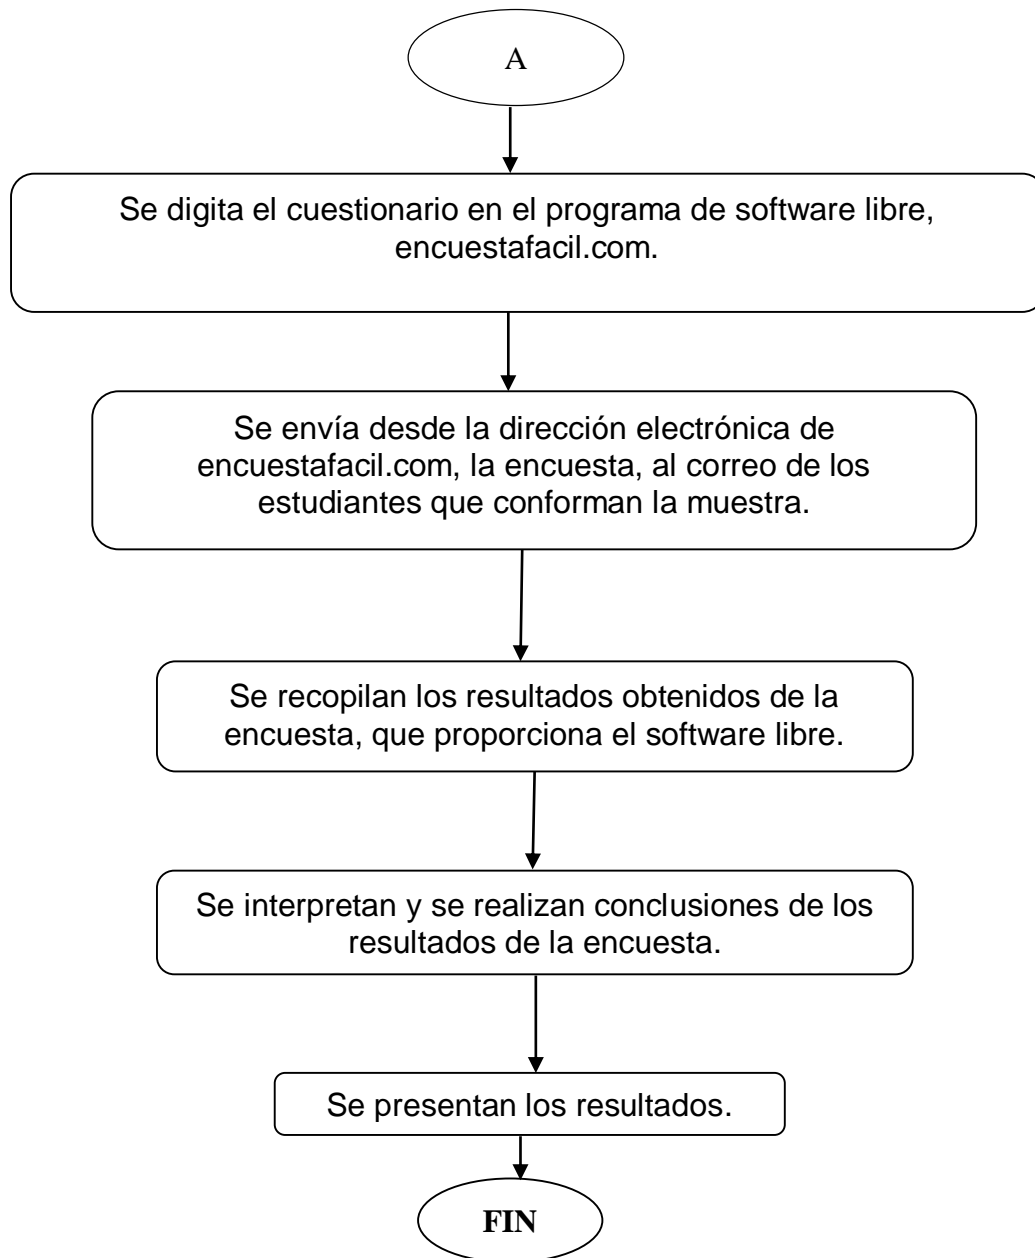 A
Se digita el cuestionario en el programa de software libre,
encuestafacil.com.
Se envía desde la dirección electrónica de
encuestafacil.com, la encuesta, al correo de los
estudiantes que conforman la muestra.
Se recopilan los resultados obtenidos de la
encuesta, que proporciona el software libre.
Se interpretan y se realizan conclusiones de los
resultados de la encuesta.
Se presentan los resultados.
FIN